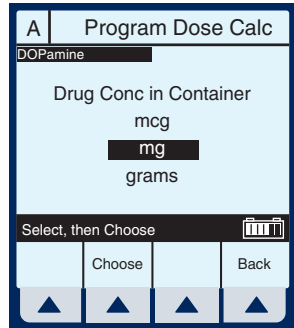 A Program Dose Calc
DOPamine
Drug Conc in Container
mcg
mg
grams
Select, then Choose
Choose Back